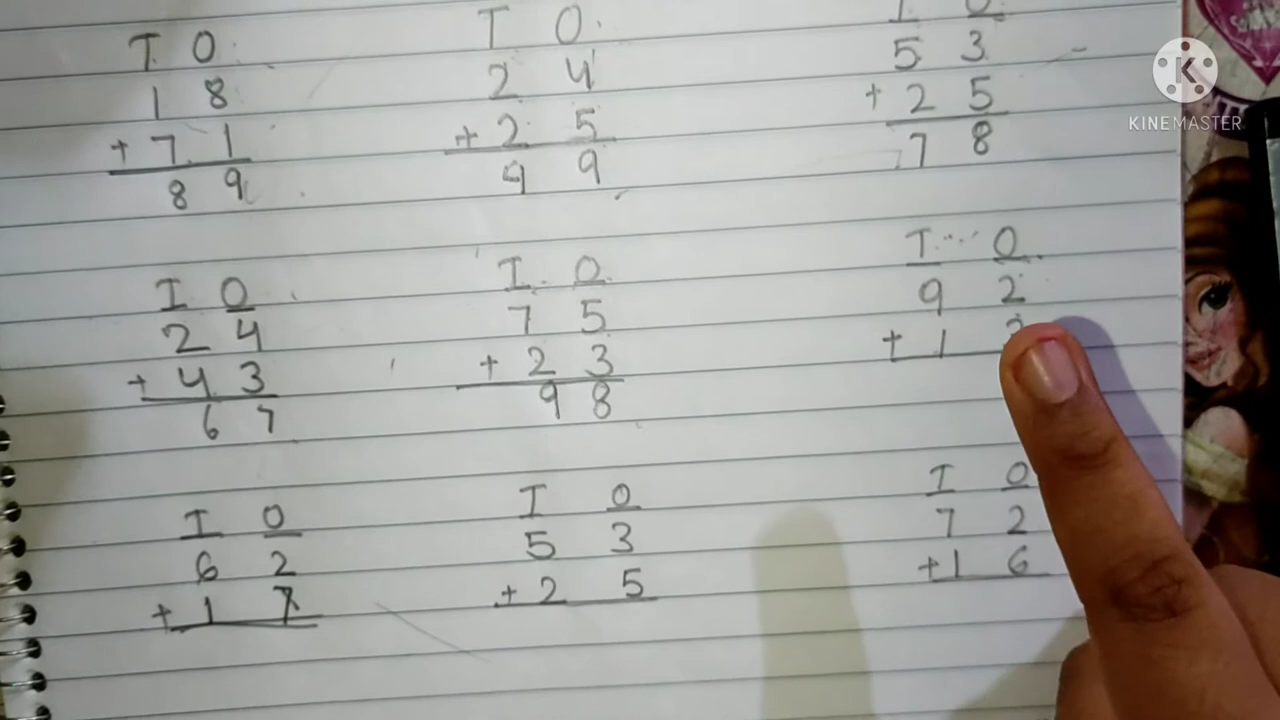 T O
1 8
+ 7 1
8 9
T O
2 4
+ 2 5
4 9
T O
5 3
+ 2 5
7 8
K
KINEMASTER
T O
2 4
+ 4 3
6 7
T O
7 5
+ 2 3
9 8
T O
9 2
+ 1
T O
6 2
+ 1 7
T O
5 3
+ 2 5
T O
7 2
+ 1 6